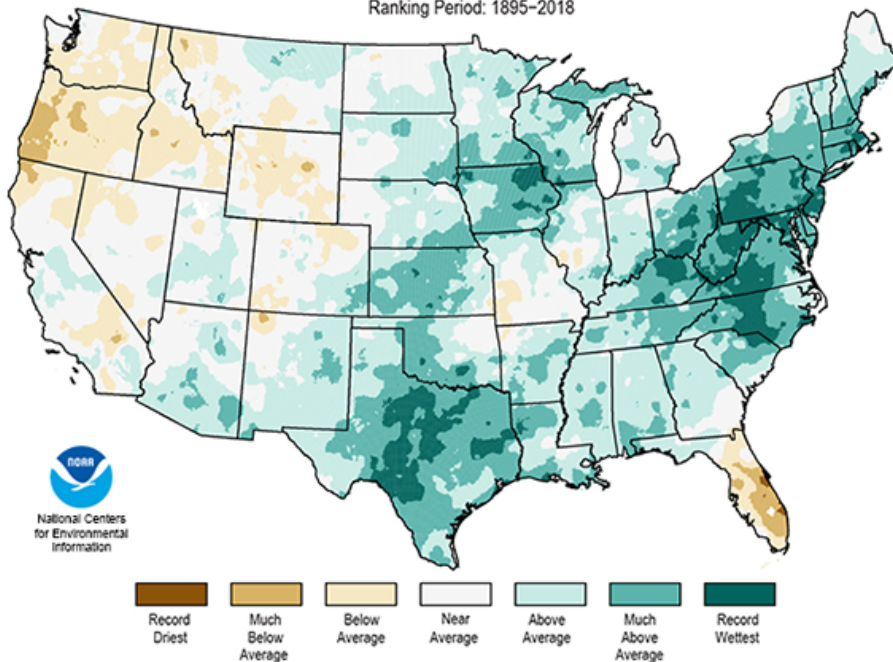 Ranking Period: 1895–2018
NOAA
National Centers
for Environmental
Information
Record
Driest
Much
Below
Average
Below
Average
Near
Average
Above
Average
Much
Above
Average
Record
Wettest